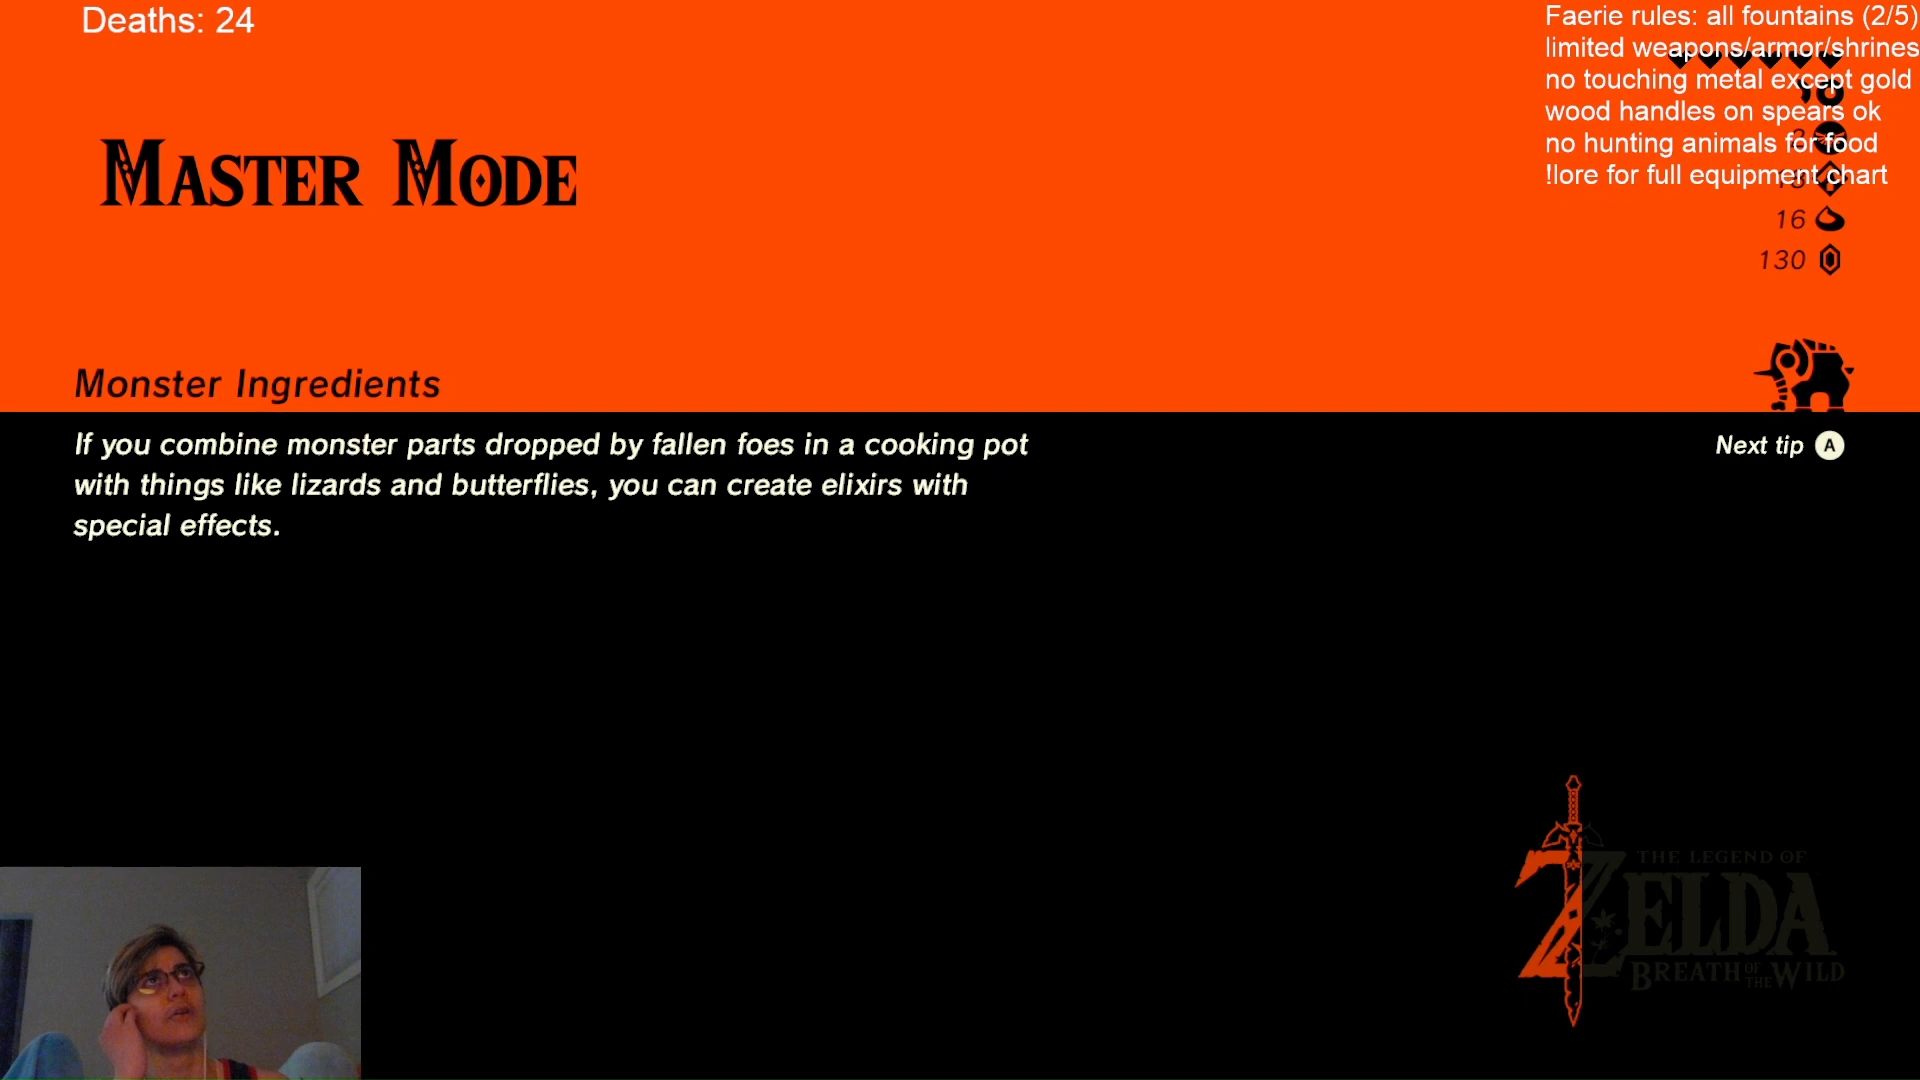 Deaths: 24
Faerie rules: all fountains (2/5)
limited weapons/armor/shrines
no touching metal except gold
wood handles on spears ok
no hunting animals for food
!lore for full equipment chart
MASTER MODE
16
130
Monster Ingredients
If you combine monster parts dropped by fallen foes in a cooking pot
with things like lizards and butterflies, you can create elixirs with
special effects.
Next tip A
THE LEGEND OF
ZELDA
BREATH OF THE WILD